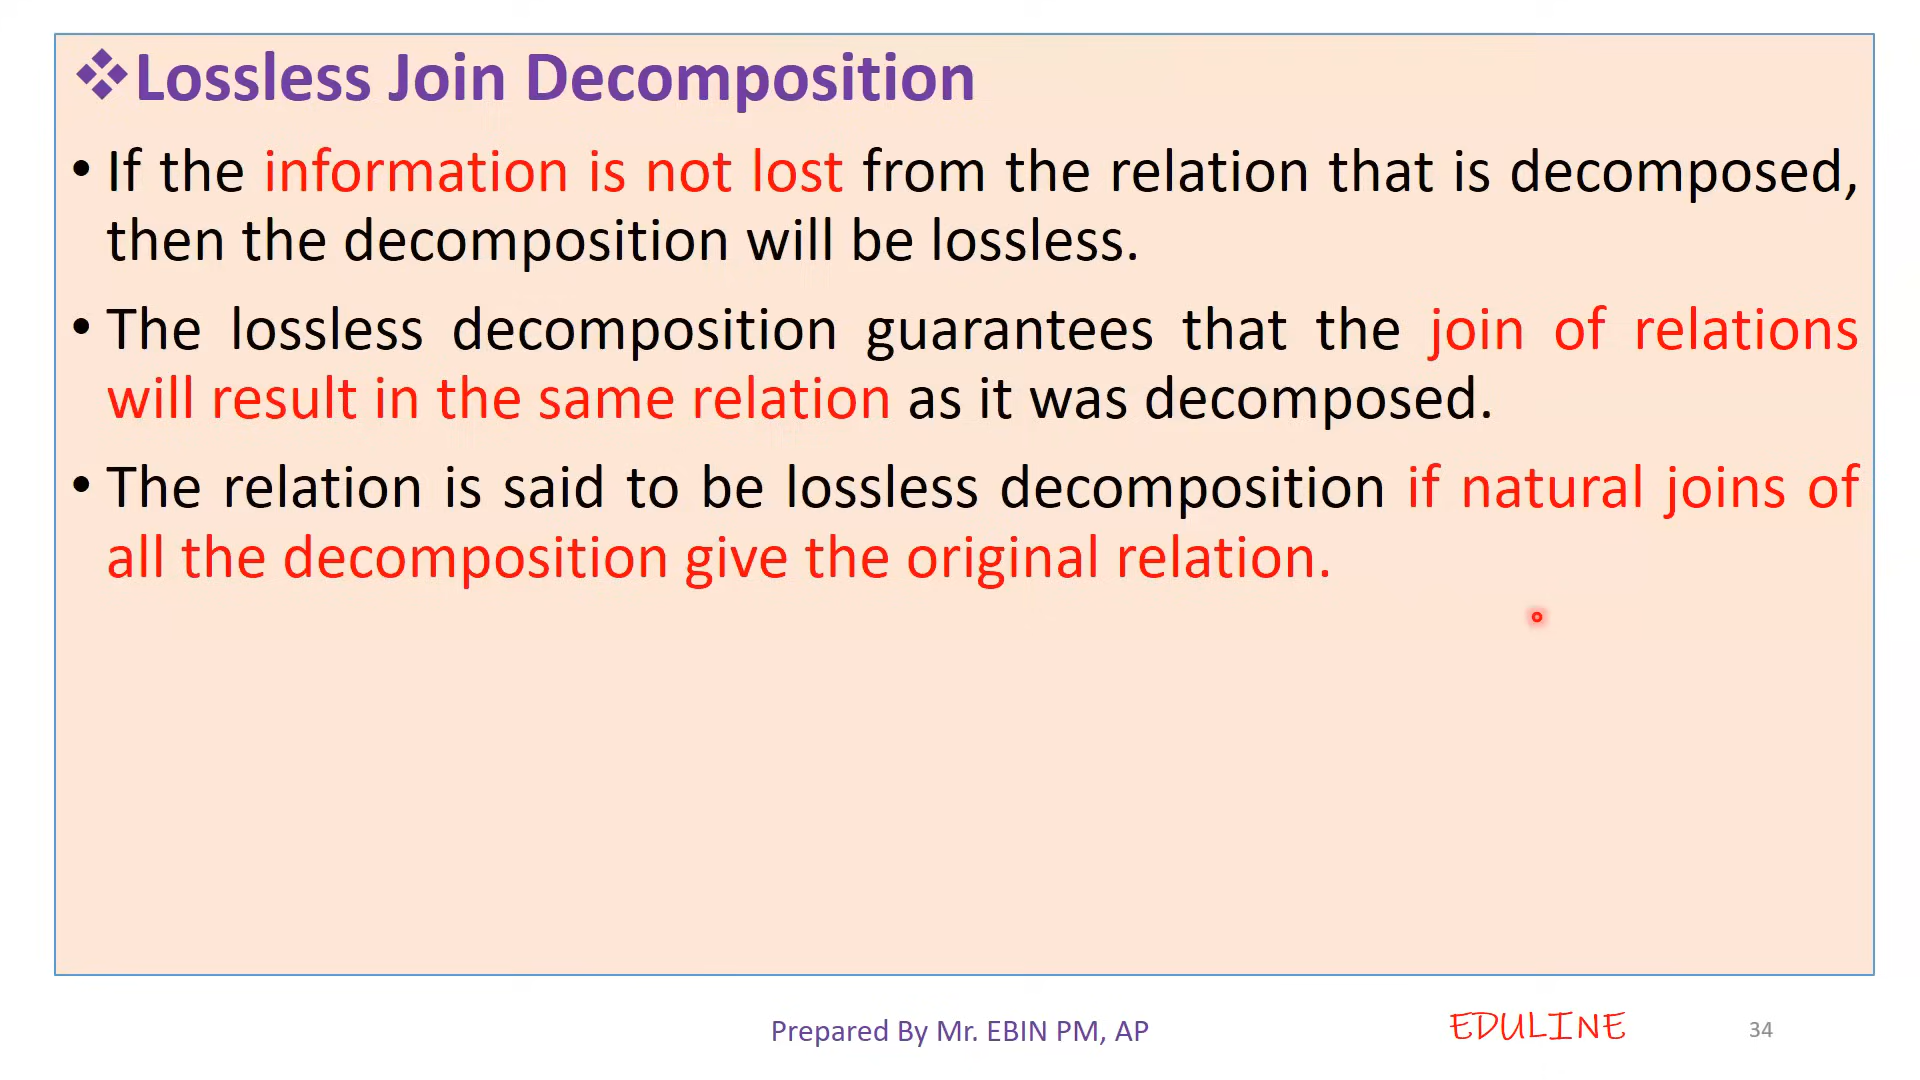 ❖Lossless Join Decomposition
• If the information is not lost from the relation that is decomposed,
then the decomposition will be lossless.
• The lossless decomposition guarantees that the join of relations
will result in the same relation as it was decomposed.
• The relation is said to be lossless decomposition if natural joins of
all the decomposition give the original relation.
Prepared By Mr. EBIN PM, AP
EDULINE
34